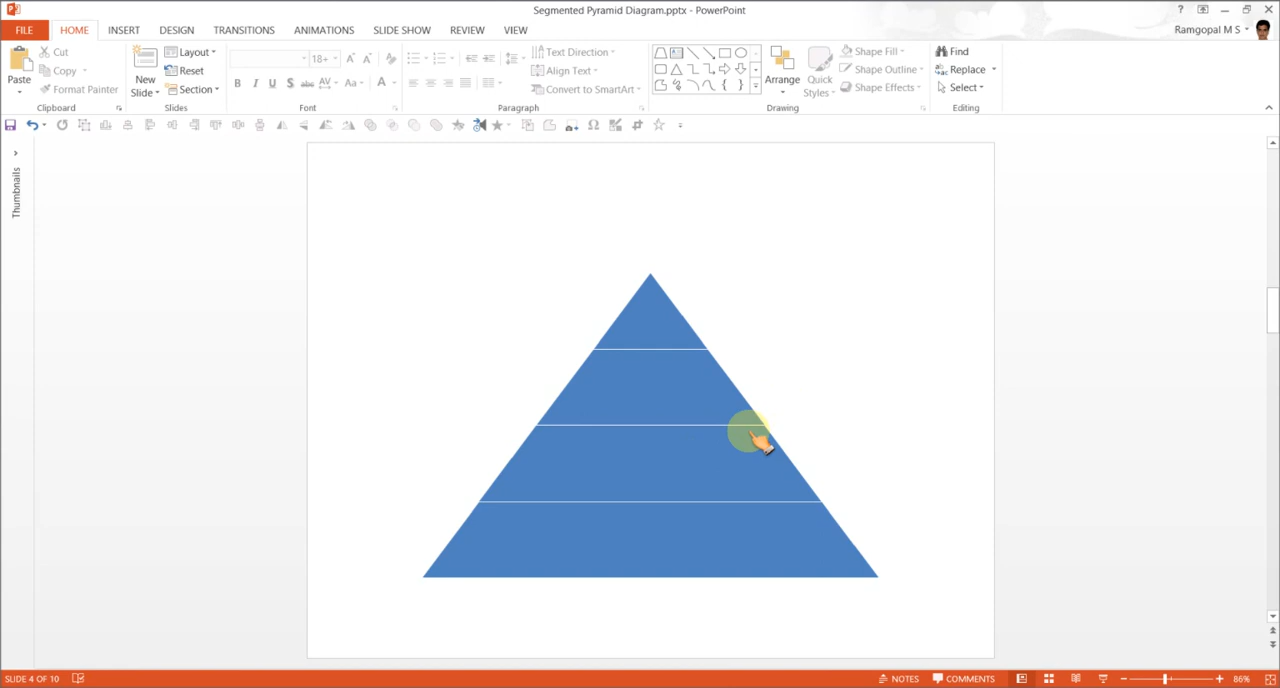 Segmented Pyramid Diagram.pptx - PowerPoint
FILE HOME INSERT DESIGN TRANSITIONS ANIMATIONS SLIDE SHOW REVIEW VIEW
Ramgopal M S
Paste
Cut
Copy
Format Painter
Clipboard
New
Slide
Layout
Reset
Section
Slides
18+
B I U S abc AV Aa A
Font
Text Direction
Align Text
Convert to SmartArt
Paragraph
Arrange
Quick
Styles
Shape Fill
Shape Outline
Shape Effects
Drawing
Find
Replace
Select
Editing
Thumbnails
SLIDE 4 OF 10
NOTES
COMMENTS
86%